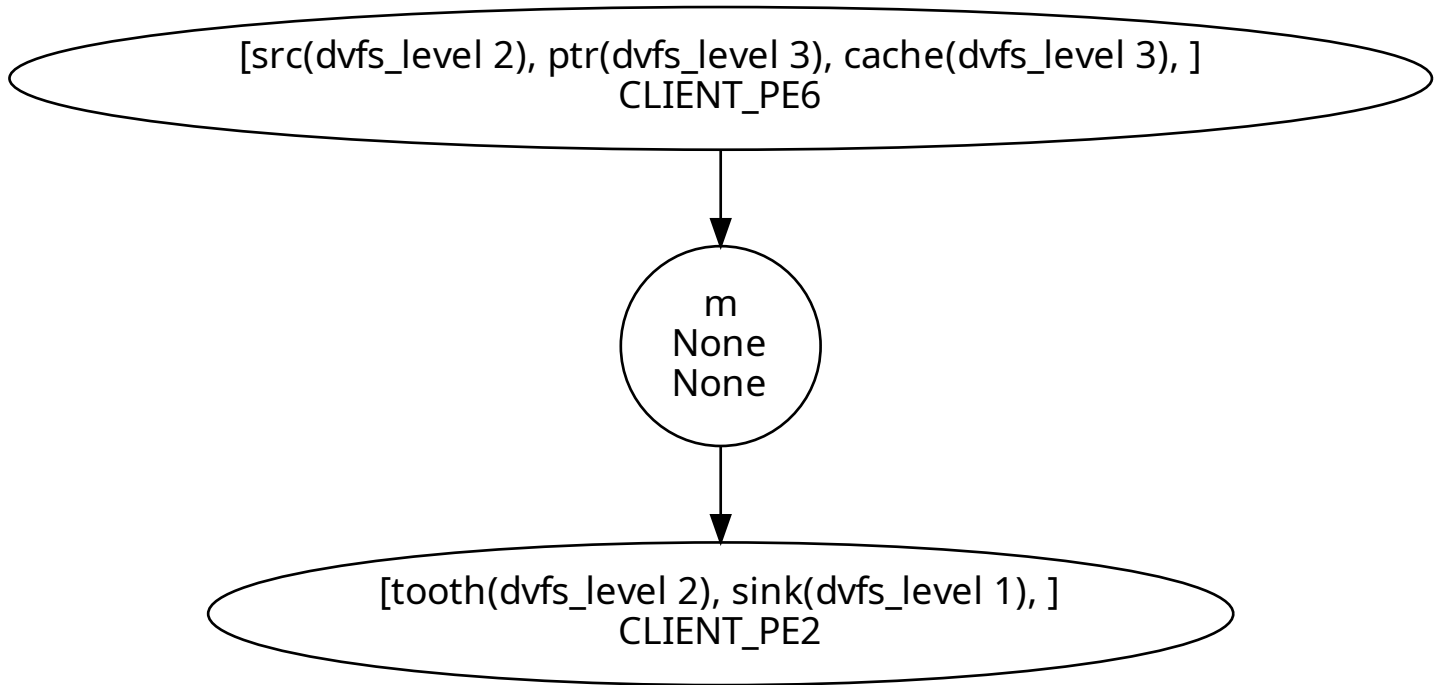 [src(dvfs_level 2), ptr(dvfs_level 3), cache(dvfs_level 3), ]
CLIENT_PE6
m
None
None
[tooth(dvfs_level 2), sink(dvfs_level 1), ]
CLIENT_PE2